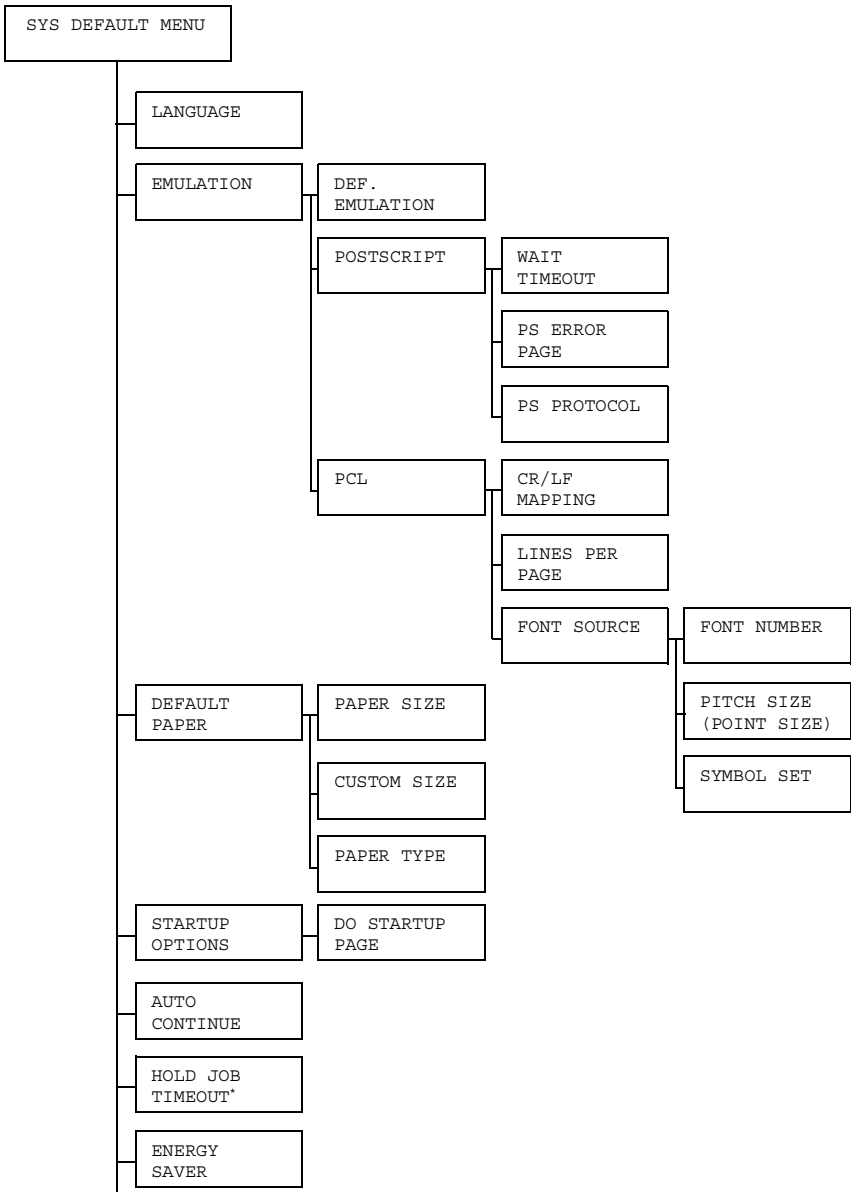 SYS DEFAULT MENU
LANGUAGE
EMULATION
DEF.
EMULATION
POSTSCRIPT
WAIT
TIMEOUT
PS ERROR
PAGE
PS PROTOCOL
PCL
CR/LF
MAPPING
LINES PER
PAGE
FONT SOURCE
FONT NUMBER
PITCH SIZE
(POINT SIZE)
SYMBOL SET
DEFAULT
PAPER
PAPER SIZE
CUSTOM SIZE
PAPER TYPE
STARTUP
OPTIONS
DO STARTUP
PAGE
AUTO
CONTINUE
HOLD JOB
TIMEOUT*
ENERGY
SAVER